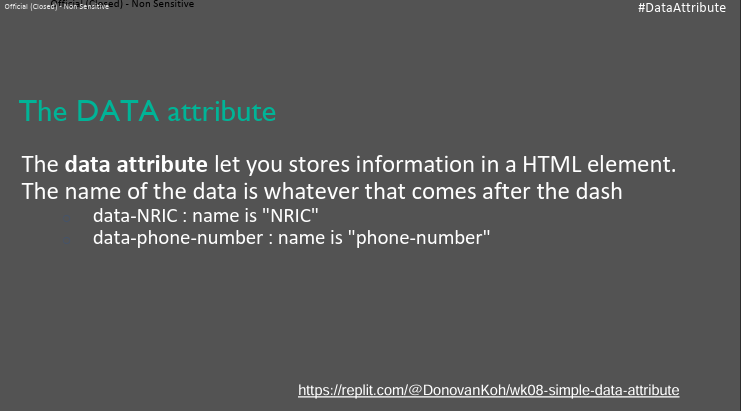 Official (Closed) - Non Sensitive
Official (Closed) - Non Sensitive
#DataAttribute
The DATA attribute
The data attribute let you stores information in a HTML element.
The name of the data is whatever that comes after the dash
data-NRIC : name is "NRIC"
data-phone-number : name is "phone-number"
https://replit.com/@DonovanKoh/wk08-simple-data-attribute